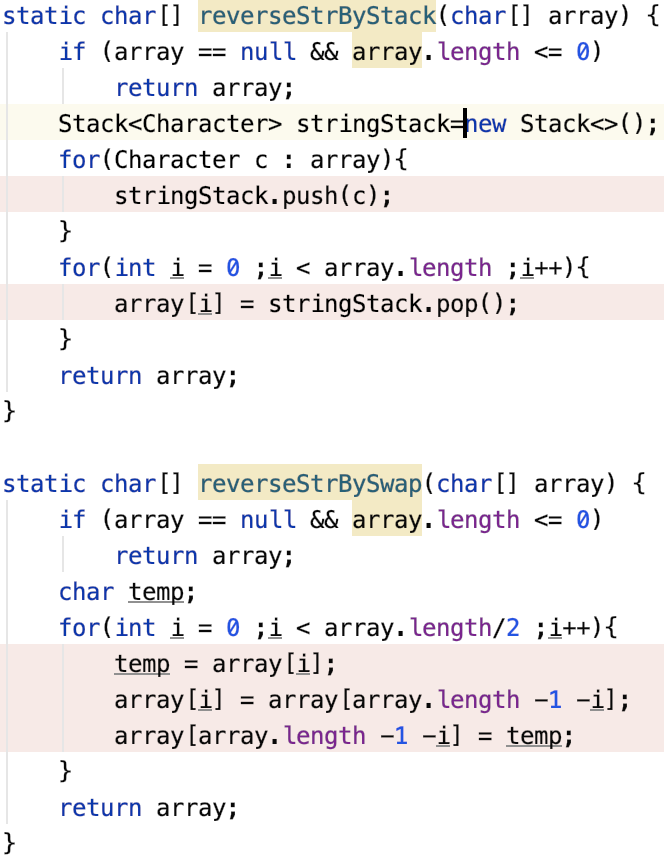 static char[] reverseStrByStack(char[] array) {
    if (array == null && array.length <= 0)
        return array;
    Stack<Character> stringStack=new Stack<>();
    for(Character c : array){
        stringStack.push(c);
    }
    for(int i = 0 ;i < array.length ;i++){
        array[i] = stringStack.pop();
    }
    return array;
}

static char[] reverseStrBySwap(char[] array) {
    if (array == null && array.length <= 0)
        return array;
    char temp;
    for(int i = 0 ;i < array.length/2 ;i++){
        temp = array[i];
        array[i] = array[array.length -1 -i];
        array[array.length -1 -i] = temp;
    }
    return array;
}